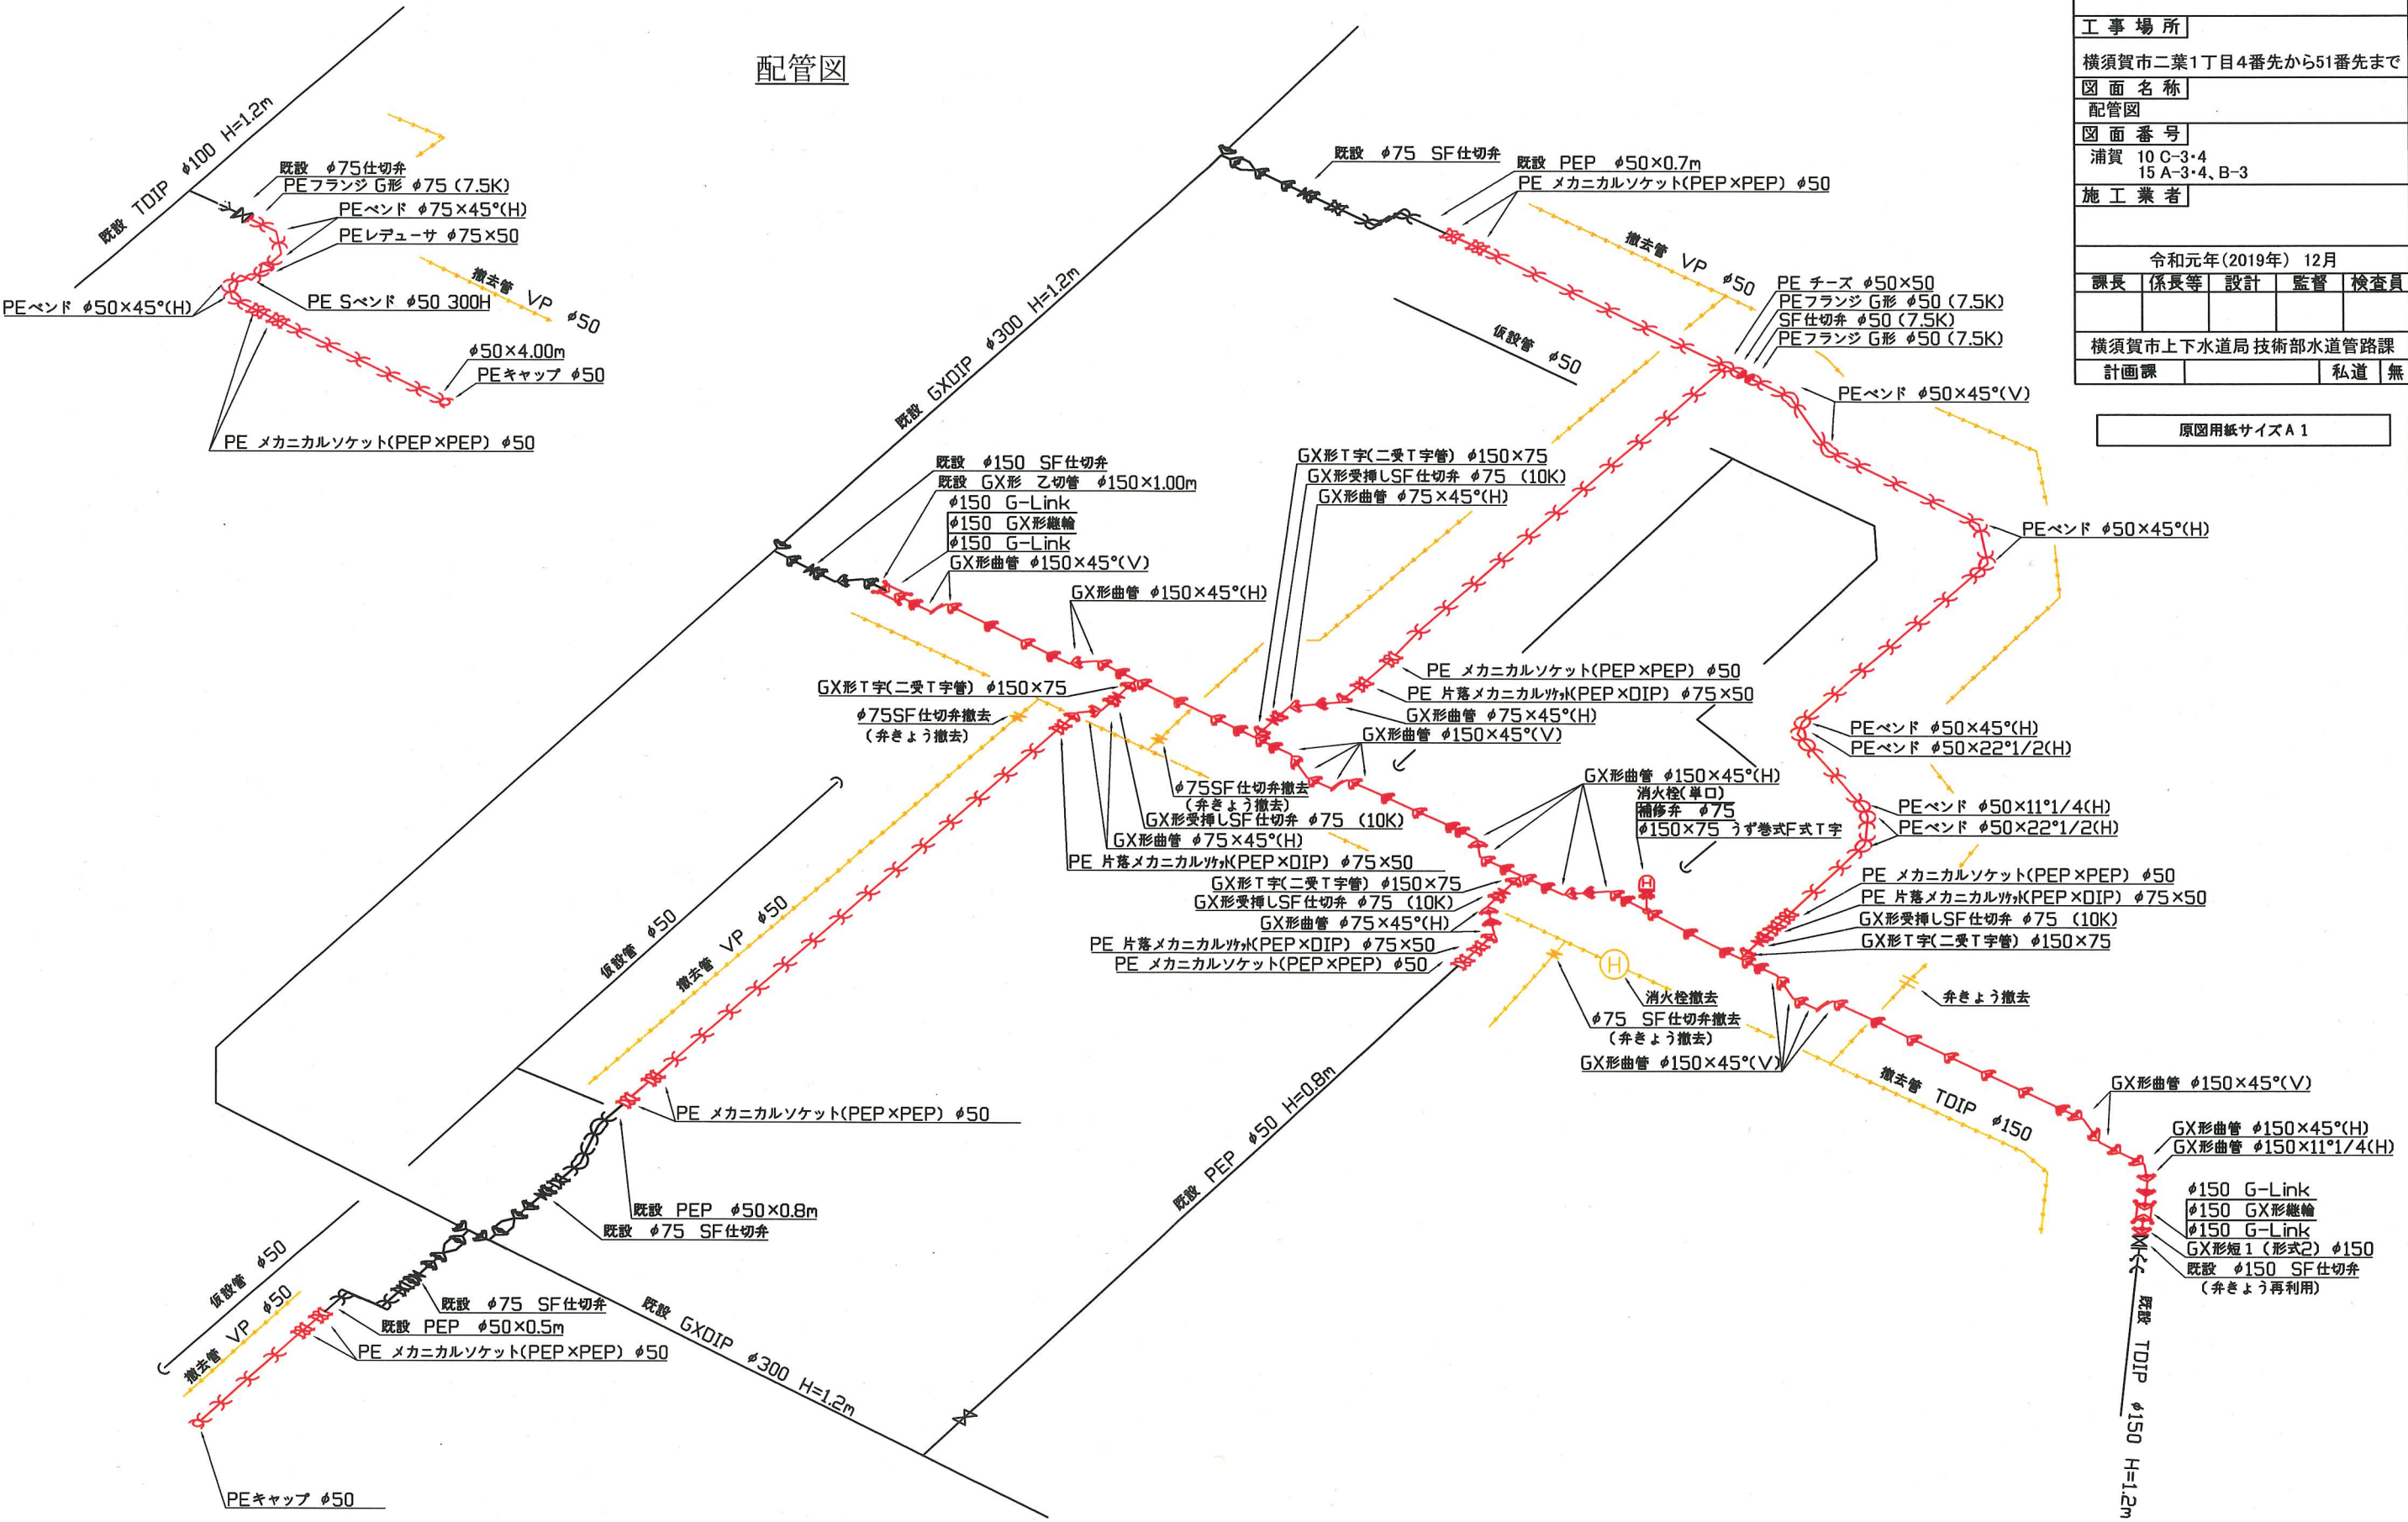 配管図
工事場所
横須賀市二葉1丁目4番先から51番先まで
図面名称
配管図
図面番号
浦賀 10 C-3・4
15 A-3・4、B-3
施工業者
令和元年(2019年) 12月
課長 係長等 設計 監督 検査員
横須賀市上下水道局 技術部水道管路課
計画課 私道 無
原図用紙サイズA1
既設 TDIP φ100 H=1.2m
既設 φ75仕切弁
PEフランジ G形 φ75 (7.5K)
PEベンド φ75×45°(H)
PEレデューサ φ75×50
撤去管 VP φ50
PEベンド φ50×45°(H)
PE Sベンド φ50 300H
φ50×4.00m
PEキャップ φ50
PE メカニカルソケット(PEP×PEP) φ50
既設 GXDIP φ300 H=1.2m
既設 φ75 SF仕切弁
既設 PEP φ50×0.7m
PE メカニカルソケット(PEP×PEP) φ50
撤去管 VP φ50
仮設管 φ50
PE チーズ φ50×50
PEフランジ G形 φ50 (7.5K)
SF仕切弁 φ50 (7.5K)
PEフランジ G形 φ50 (7.5K)
PEベンド φ50×45°(V)
PEベンド φ50×45°(H)
既設 φ150 SF仕切弁
既設 GX形 乙切管 φ150×1.00m
φ150 G-Link
φ150 GX形継輪
φ150 G-Link
GX形曲管 φ150×45°(V)
GX形曲管 φ150×45°(H)
GX形T字(二受T字管) φ150×75
GX形受挿しSF仕切弁 φ75 (10K)
GX形曲管 φ75×45°(H)
PE メカニカルソケット(PEP×PEP) φ50
PE 片落メカニカルソケット(PEP×DIP) φ75×50
GX形曲管 φ75×45°(H)
GX形曲管 φ150×45°(V)
GX形T字(二受T字管) φ150×75
φ75SF仕切弁撤去
(弁きょう撤去)
φ75SF仕切弁撤去
(弁きょう撤去)
GX形受挿しSF仕切弁 φ75 (10K)
GX形曲管 φ75×45°(H)
PE 片落メカニカルソケット(PEP×DIP) φ75×50
GX形T字(二受T字管) φ150×75
GX形受挿しSF仕切弁 φ75 (10K)
GX形曲管 φ75×45°(H)
PE 片落メカニカルソケット(PEP×DIP) φ75×50
PE メカニカルソケット(PEP×PEP) φ50
GX形曲管 φ150×45°(H)
消火栓(単口)
補修弁 φ75
φ150×75 うず巻式F式T字
H
PEベンド φ50×45°(H)
PEベンド φ50×22°1/2(H)
PEベンド φ50×11°1/4(H)
PEベンド φ50×22°1/2(H)
PE メカニカルソケット(PEP×PEP) φ50
PE 片落メカニカルソケット(PEP×DIP) φ75×50
GX形受挿しSF仕切弁 φ75 (10K)
GX形T字(二受T字管) φ150×75
H
消火栓撤去
φ75 SF仕切弁撤去
(弁きょう撤去)
GX形曲管 φ150×45°(V)
弁きょう撤去
撤去管 TDIP φ150
GX形曲管 φ150×45°(V)
GX形曲管 φ150×45°(H)
GX形曲管 φ150×11°1/4(H)
φ150 G-Link
φ150 GX形継輪
φ150 G-Link
GX形短1 (形式2) φ150
既設 φ150 SF仕切弁
(弁きょう再利用)
既設 TDIP φ150 H=1.2m
仮設管 φ50
撤去管 VP φ50
PE メカニカルソケット(PEP×PEP) φ50
既設 PEP φ50×0.8m
既設 φ75 SF仕切弁
既設 PEP φ50 H=0.8m
仮設管 φ50
撤去管 VP φ50
既設 φ75 SF仕切弁
既設 PEP φ50×0.5m
PE メカニカルソケット(PEP×PEP) φ50
既設 GXDIP φ300 H=1.2m
PEキャップ φ50